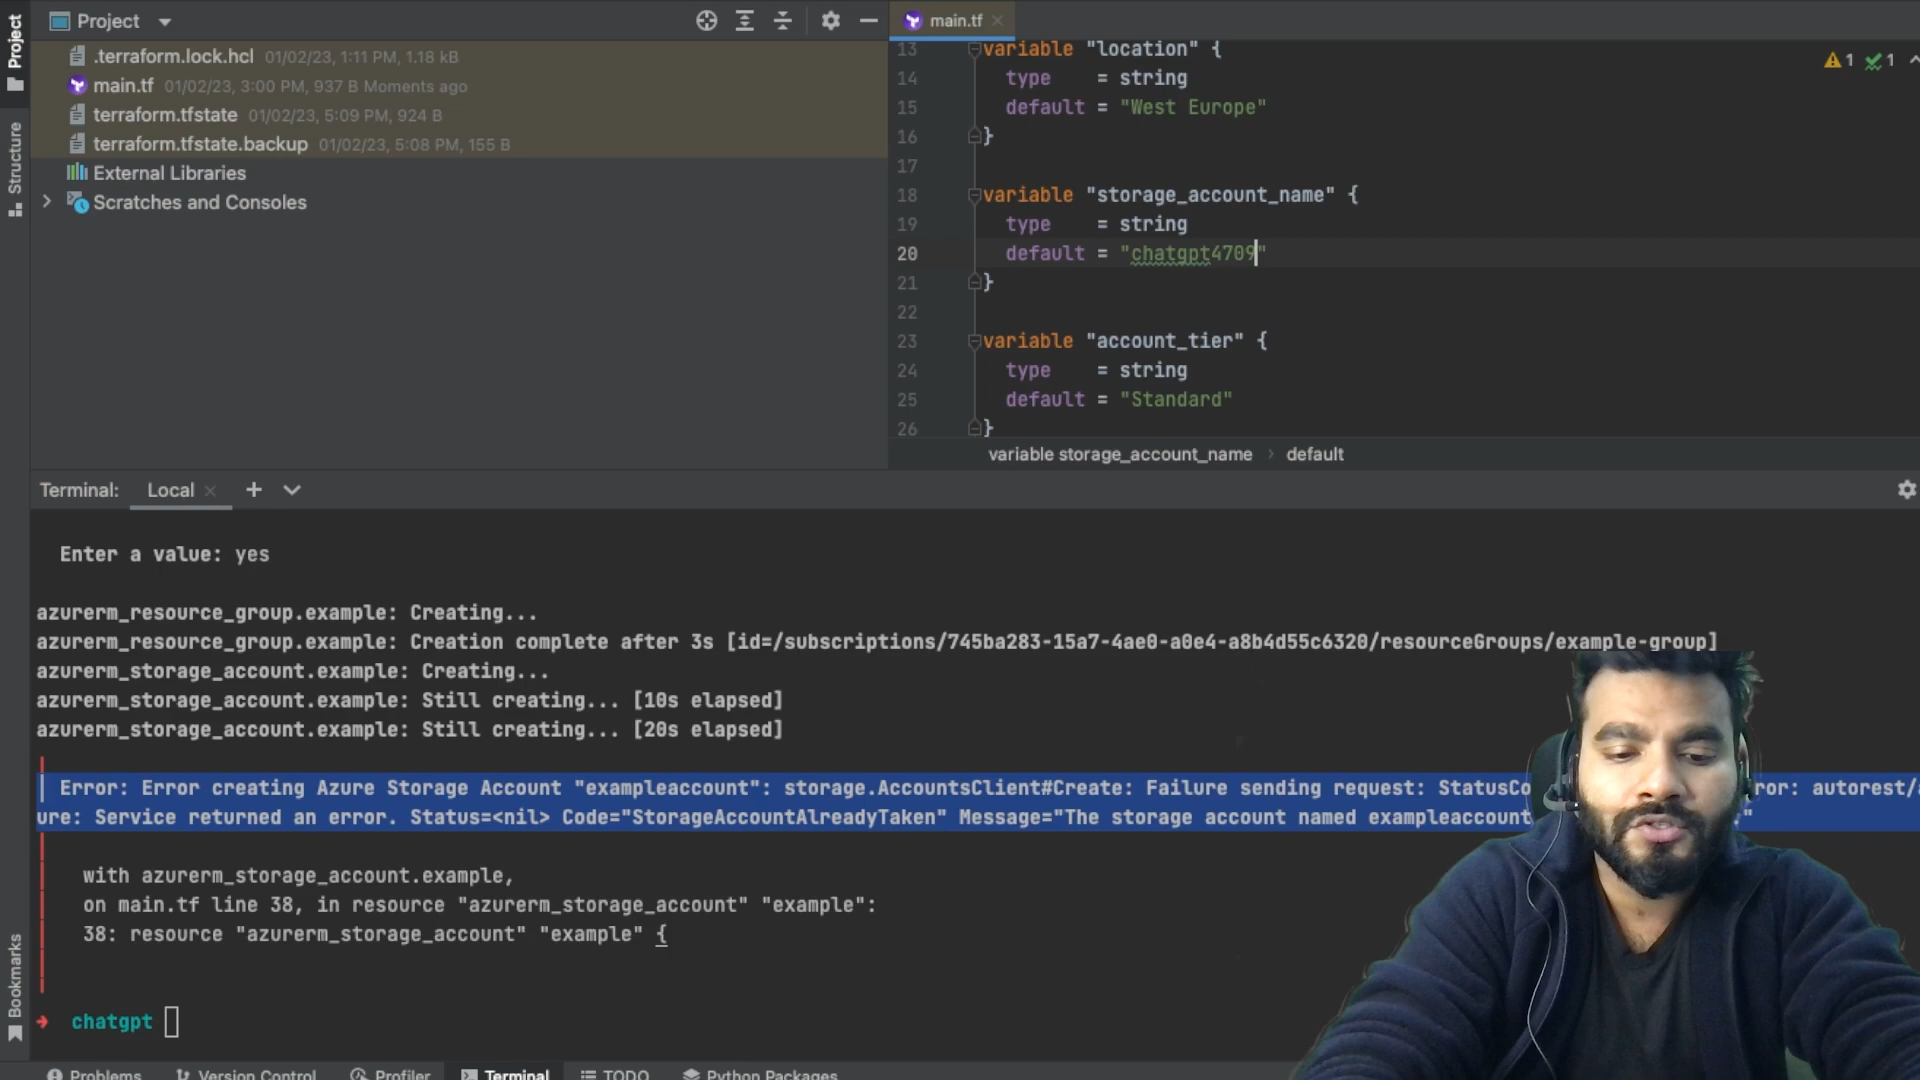 Project
Project
main.tf
.terraform.lock.hcl 01/02/23, 1:11 PM, 1.18 kB
main.tf 01/02/23, 3:00 PM, 937 B Moments ago
terraform.tfstate 01/02/23, 5:09 PM, 924 B
terraform.tfstate.backup 01/02/23, 5:08 PM, 155 B
External Libraries
Scratches and Consoles
Structure
1 1
13 variable "location" {
14 type = string
15 default = "West Europe"
16 }
17
18 variable "storage_account_name" {
19 type = string
20 default = "chatgpt4709"
21 }
22
23 variable "account_tier" {
24 type = string
25 default = "Standard"
26 }
variable storage_account_name › default
Terminal: Local
Enter a value: yes
azurerm_resource_group.example: Creating...
azurerm_resource_group.example: Creation complete after 3s [id=/subscriptions/745ba283-15a7-4ae0-a0e4-a8b4d55c6320/resourceGroups/example-group]
azurerm_storage_account.example: Creating...
azurerm_storage_account.example: Still creating... [10s elapsed]
azurerm_storage_account.example: Still creating... [20s elapsed]
Error: Error creating Azure Storage Account "exampleaccount": storage.AccountsClient#Create: Failure sending request: StatusCo ror: autorest/a
ure: Service returned an error. Status=<nil> Code="StorageAccountAlreadyTaken" Message="The storage account named exampleaccount
with azurerm_storage_account.example,
on main.tf line 38, in resource "azurerm_storage_account" "example":
38: resource "azurerm_storage_account" "example" {
chatgpt
Bookmarks
Problems Version Control Profiler Terminal TODO Python Packages